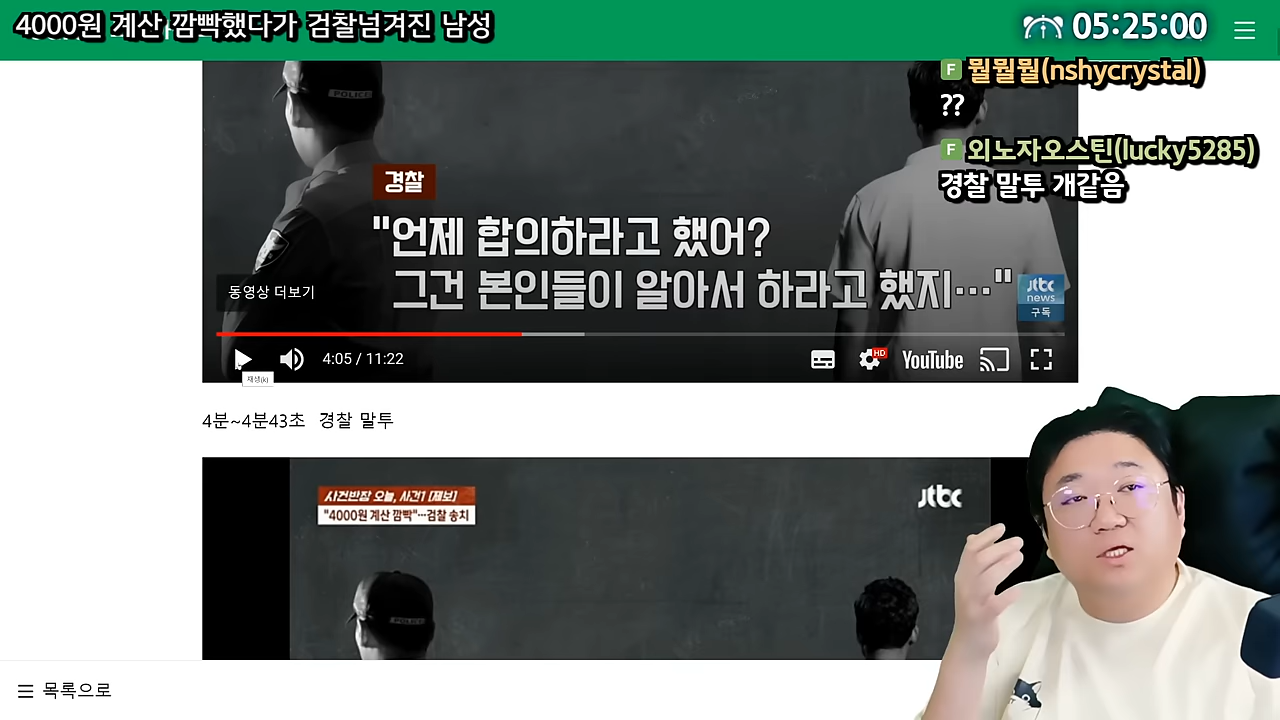 4000원 계산 깜빡했다가 검찰넘겨진 남성
05:25:00
F 뭘뭘뭘(nshycrystal)
??
F 외노자오스틴(lucky5285)
경찰 말투 개같음
POLICE
경찰
"언제 합의하라고 했어?
그건 본인들이 알아서 하라고 했지…"
동영상 더보기
jtbc
news
구독
4:05 / 11:22
HD
YouTube
재생(k)
4분~4분43초 경찰 말투
사건반장 오늘, 사건1 [제보]
"4000원 계산 깜빡"…검찰 송치
jtbc
POLICE
목록으로